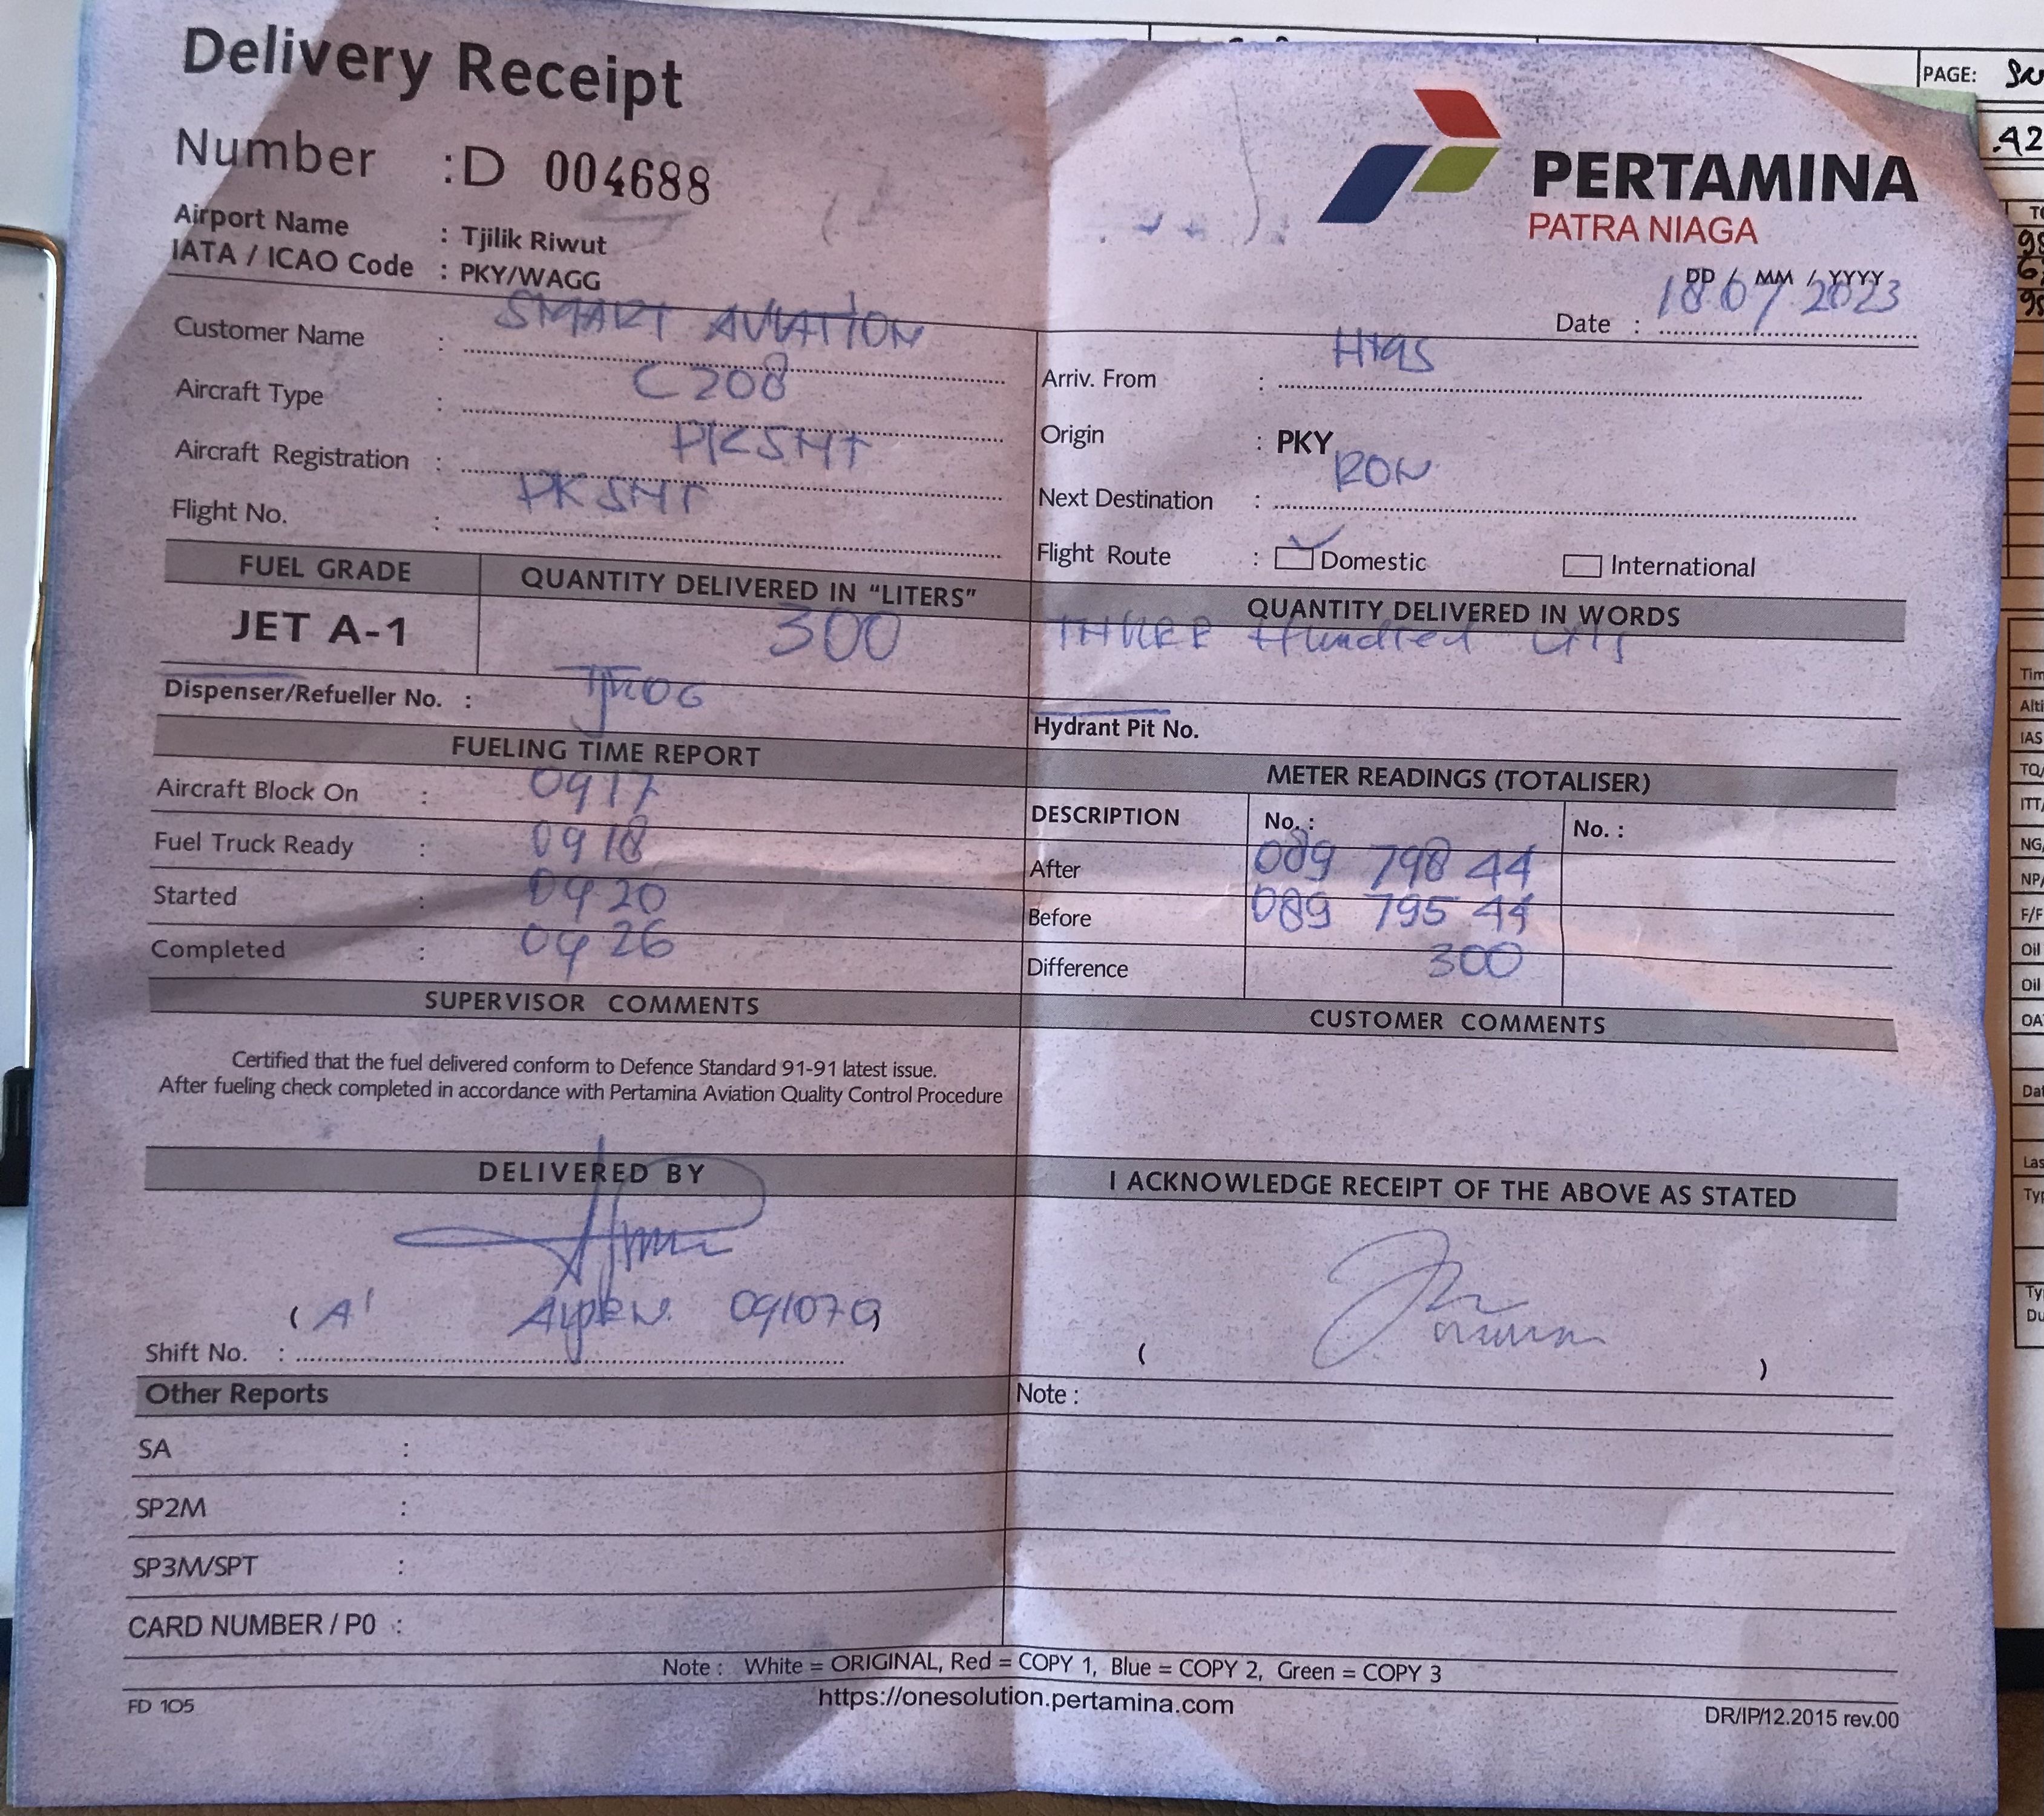 Delivery Receipt
Number : D 004688
PERTAMINA
PATRA NIAGA
Airport Name : Tjilik Riwut
IATA / ICAO Code : PKY/WAGG
DD / MM / YYYY
Date : 18 07 2023
Customer Name : SMART AVIATION
Aircraft Type : C208
Aircraft Registration : PKSNT
Flight No. : PKSNT
Arriv. From :
Origin : PKY
Next Destination : RON
Flight Route : Domestic International
FUEL GRADE QUANTITY DELIVERED IN “LITERS” QUANTITY DELIVERED IN WORDS
JET A-1 300 THREE Hundred
Dispenser/Refueller No. :
Hydrant Pit No.
FUELING TIME REPORT
Aircraft Block On : 0917
Fuel Truck Ready : 0918
Started : 0920
Completed : 0926
METER READINGS (TOTALISER)
DESCRIPTION No. : No. :
After 089 798 44
Before 089 795 44
Difference 300
SUPERVISOR COMMENTS
Certified that the fuel delivered conform to Defence Standard 91-91 latest issue.
After fueling check completed in accordance with Pertamina Aviation Quality Control Procedure
CUSTOMER COMMENTS
DELIVERED BY
I ACKNOWLEDGE RECEIPT OF THE ABOVE AS STATED
( )
Shift No. :
Other Reports
Note :
SA :
SP2M :
SP3M/SPT :
CARD NUMBER / P0 :
Note : White = ORIGINAL, Red = COPY 1, Blue = COPY 2, Green = COPY 3
https://onesolution.pertamina.com
FD 105
DR/IP/12.2015 rev.00
PAGE: